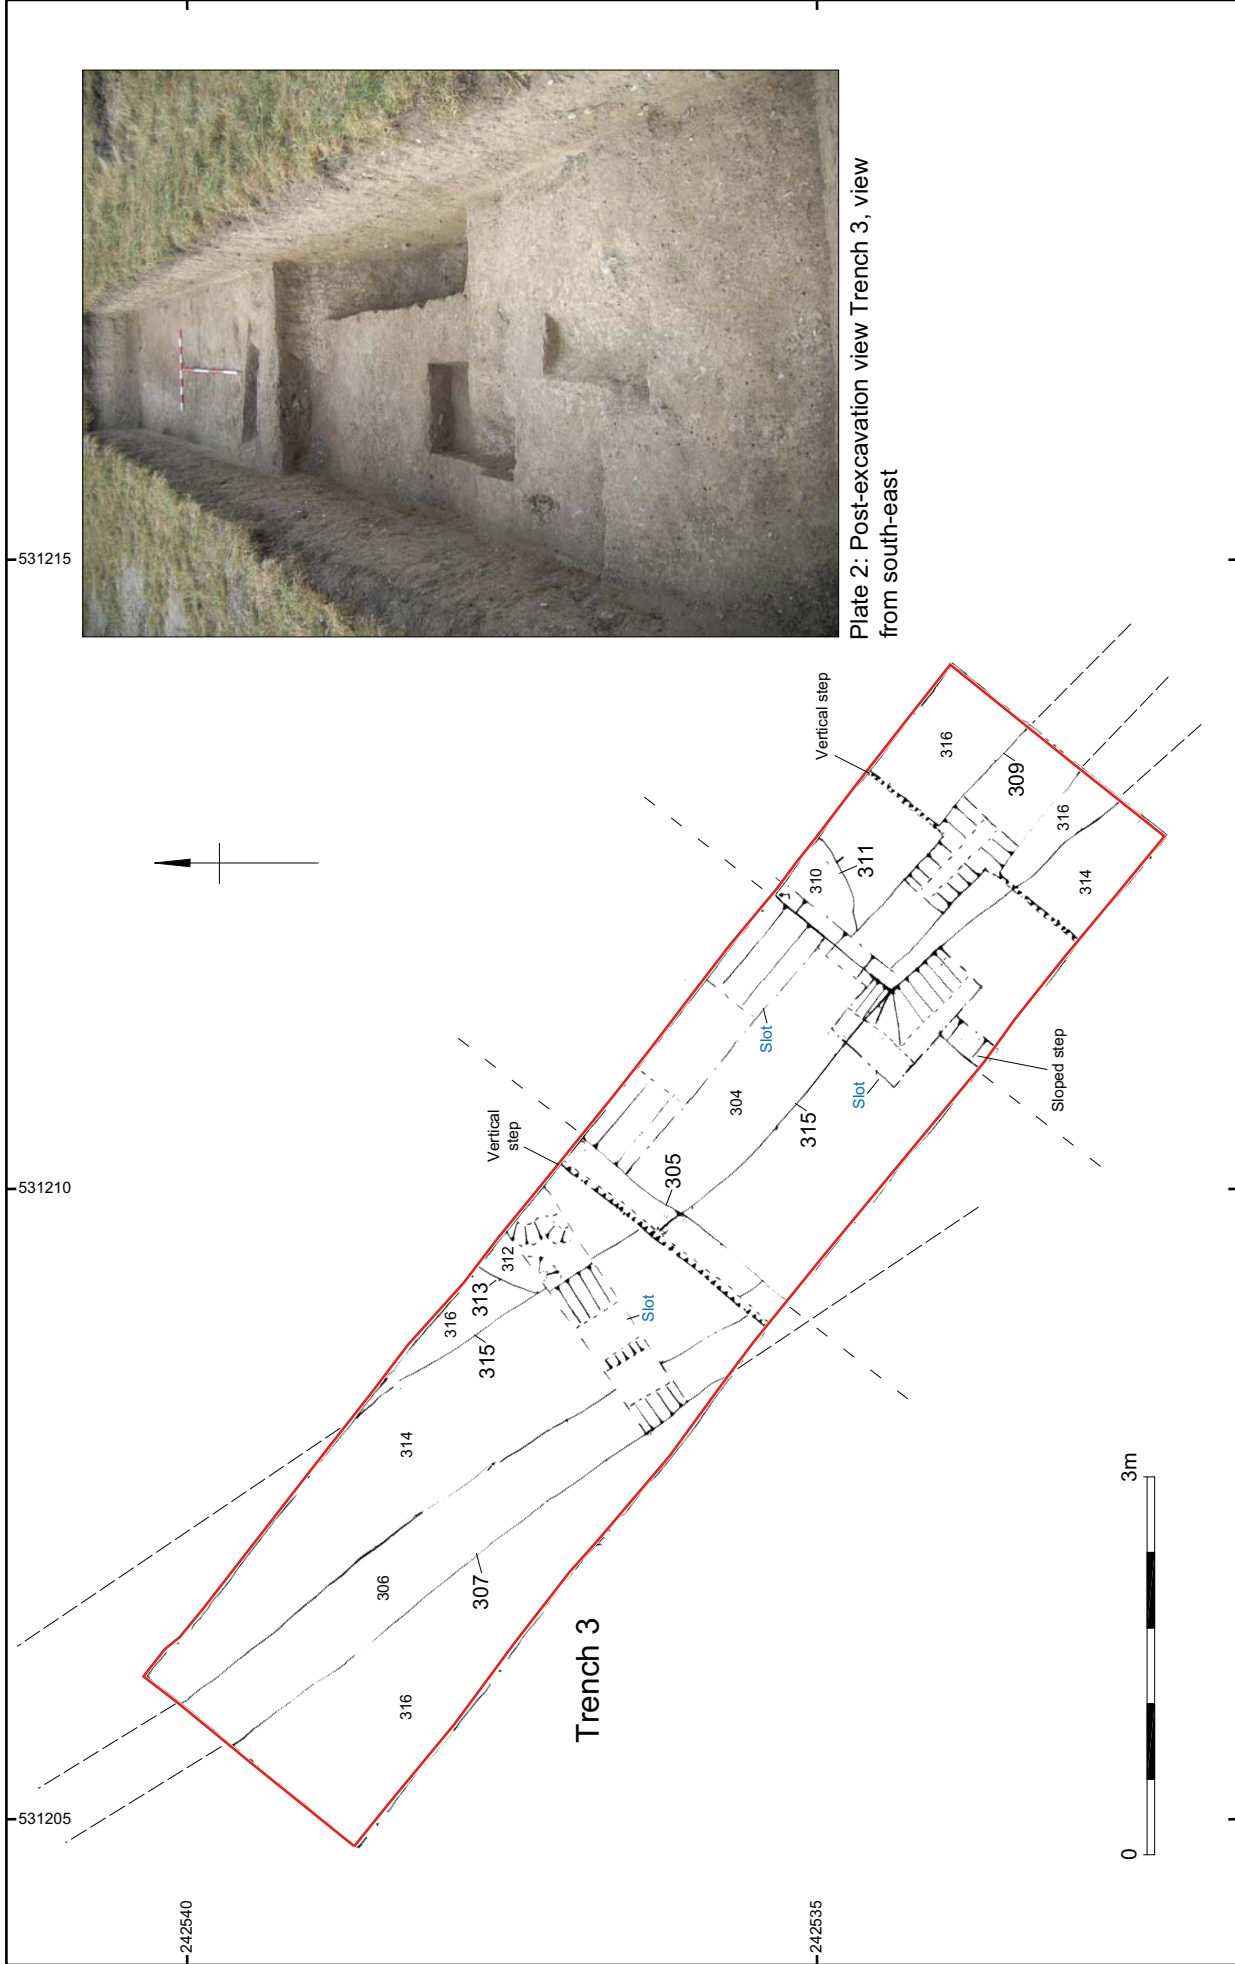 531215
531210
531205
242540
242535
Plate 2: Post-excavation view Trench 3, view
from south-east
Trench 3
Vertical step
316
309
316
314
311
310
Slot
304
315
Slot
Sloped step
Vertical
step
305
312
313
316
315
Slot
314
306
307
316
0
3m